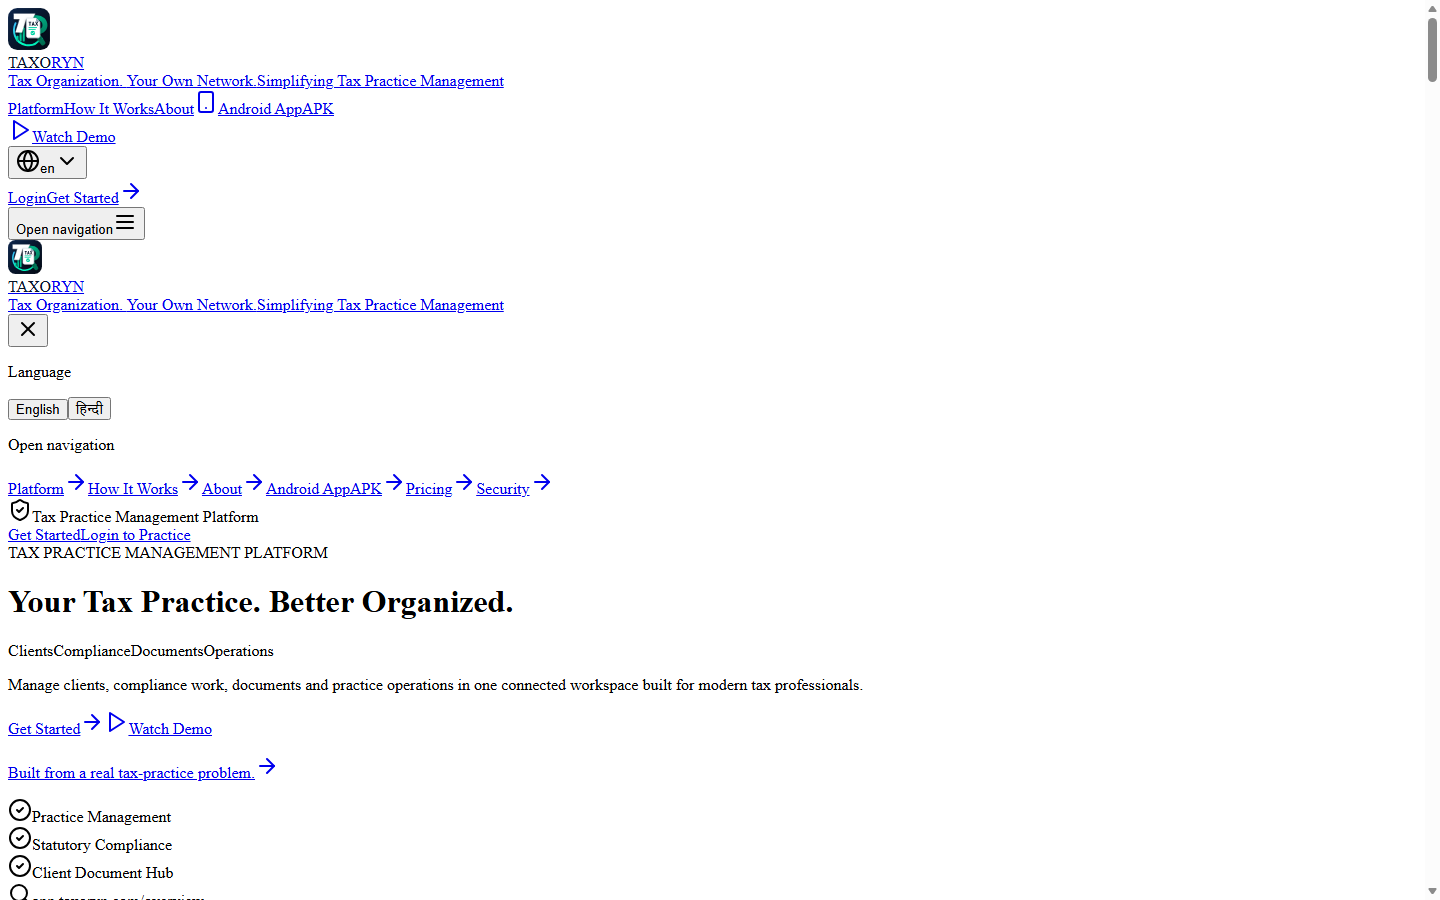 TAX
TAXORYN
Tax Organization. Your Own Network.Simplifying Tax Practice Management
PlatformHow It WorksAbout Android AppAPK
Watch Demo
en
LoginGet Started
Open navigation
TAX
TAXORYN
Tax Organization. Your Own Network.Simplifying Tax Practice Management
Language
English हिन्दी
Open navigation
Platform How It Works About Android AppAPK Pricing Security
Tax Practice Management Platform
Get StartedLogin to Practice
TAX PRACTICE MANAGEMENT PLATFORM
Your Tax Practice. Better Organized.
ClientsComplianceDocumentsOperations
Manage clients, compliance work, documents and practice operations in one connected workspace built for modern tax professionals.
Get Started Watch Demo
Built from a real tax-practice problem.
Practice Management
Statutory Compliance
Client Document Hub